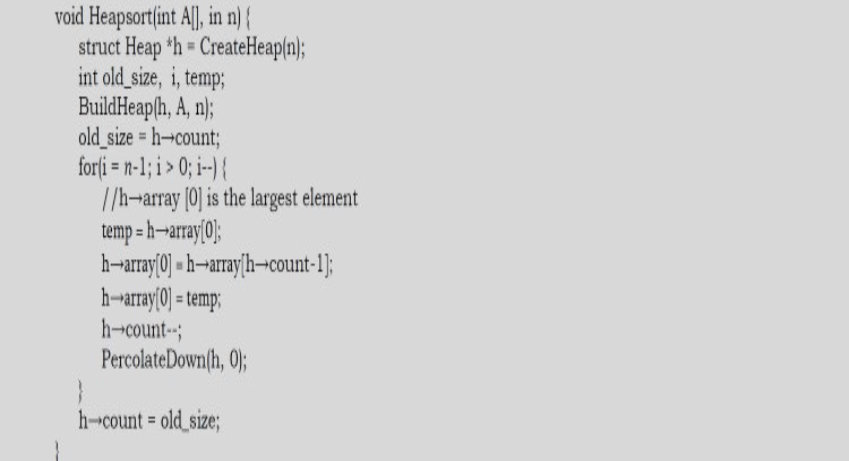 void Heapsort(int A[], in n) {
struct Heap *h = CreateHeap(n);
int old_size, i, temp;
BuildHeap(h, A, n);
old_size = h→count;
for(i = n-1; i > 0; i--) {
//h→array [0] is the largest element
temp = h→array[0];
h→array[0] = h→array[h→count-1];
h→array[0] = temp;
h→count--;
PercolateDown(h, 0);
}
h→count = old_size;
}